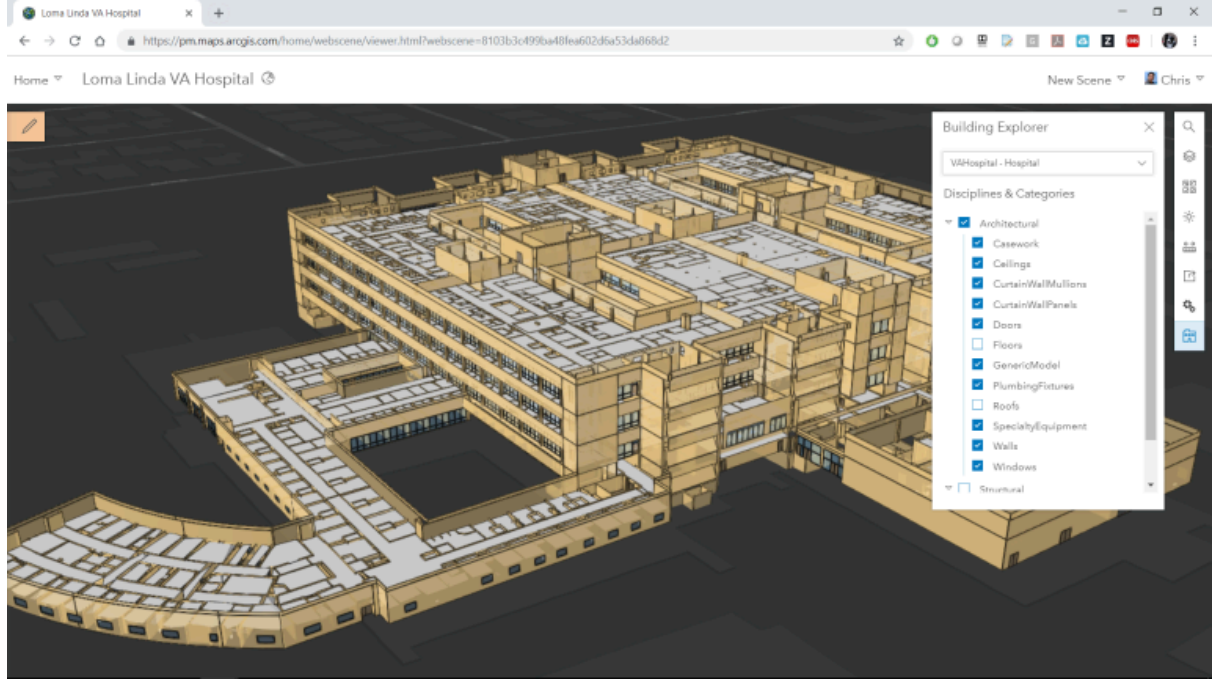 Loma Linda VA Hospital
https://pm.maps.arcgis.com/home/webscene/viewer.html?webscene=8103b3c499ba48fea602d6a53da868d2
Home Loma Linda VA Hospital New Scene Chris
Building Explorer
VAHospital - Hospital
Disciplines & Categories
Architectural
Casework
Ceilings
CurtainWallMullions
CurtainWallPanels
Doors
Floors
GenericModel
PlumbingFixtures
Roofs
SpecialtyEquipment
Walls
Windows
Structural